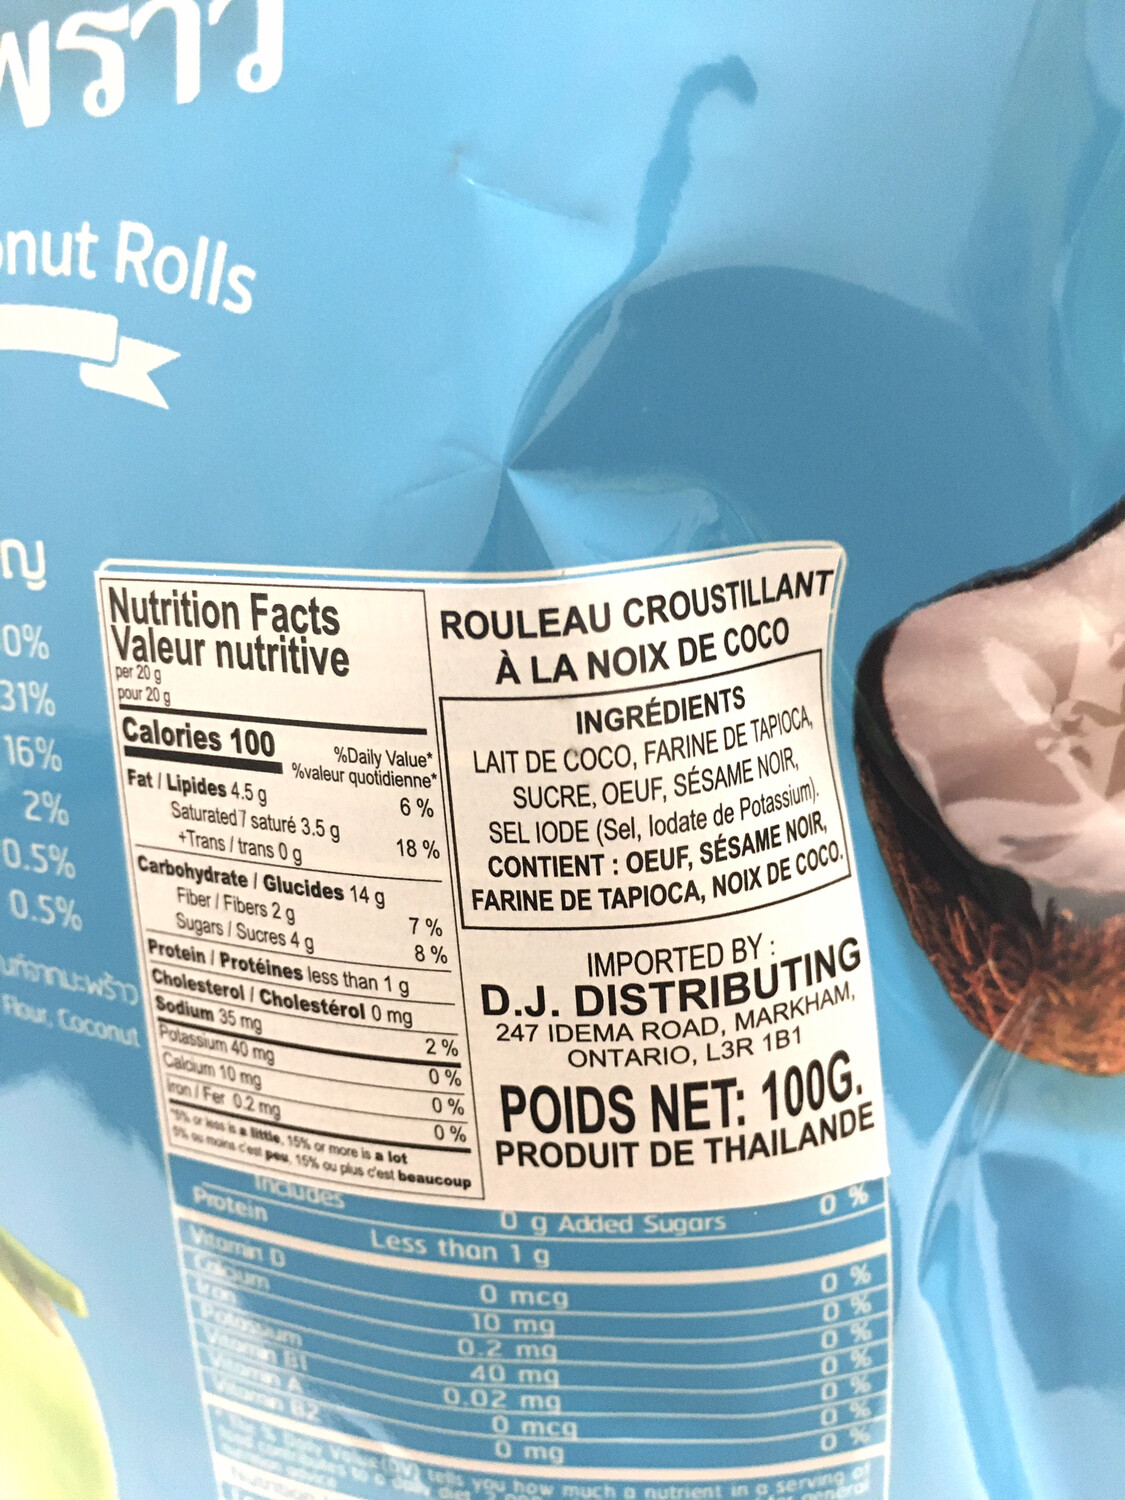 พร้าว
nut Rolls
ญ
0%
31%
16%
2%
0.5%
0.5%
Flour, Coconut
Nutrition Facts
Valeur nutritive
per 20 g
pour 20 g
Calories 100
%Daily Value*
%valeur quotidienne*
Fat / Lipides 4.5 g 6 %
Saturated / saturé 3.5 g
+Trans / trans 0 g 18 %
Carbohydrate / Glucides 14 g
Fiber / Fibers 2 g 7 %
Sugars / Sucres 4 g 8 %
Protein / Protéines less than 1 g
Cholesterol / Cholestérol 0 mg
Sodium 35 mg 2 %
Potassium 40 mg 0 %
Calcium 10 mg 0 %
Iron / Fer 0.2 mg 0 %
*5% or less is a little, 15% or more is a lot
5% ou moins c'est peu, 15% ou plus c'est beaucoup
ROULEAU CROUSTILLANT
À LA NOIX DE COCO
INGRÉDIENTS
LAIT DE COCO, FARINE DE TAPIOCA,
SUCRE, OEUF, SÉSAME NOIR,
SEL IODE (Sel, Iodate de Potassium).
CONTIENT : OEUF, SÉSAME NOIR,
FARINE DE TAPIOCA, NOIX DE COCO.
IMPORTED BY :
D.J. DISTRIBUTING
247 IDEMA ROAD, MARKHAM,
ONTARIO, L3R 1B1
POIDS NET: 100G.
PRODUIT DE THAILANDE
Includes 0 g Added Sugars 0 %
Protein Less than 1 g
Vitamin D 0 mcg 0 %
Calcium 10 mg 0 %
Iron 0.2 mg 0 %
Potassium 40 mg 0 %
Vitamin B1 0.02 mg 0 %
Vitamin A 0 mcg 0 %
Vitamin B2 0 mg 0 %
* The % Daily Value (DV) tells you how much a nutrient in a serving of